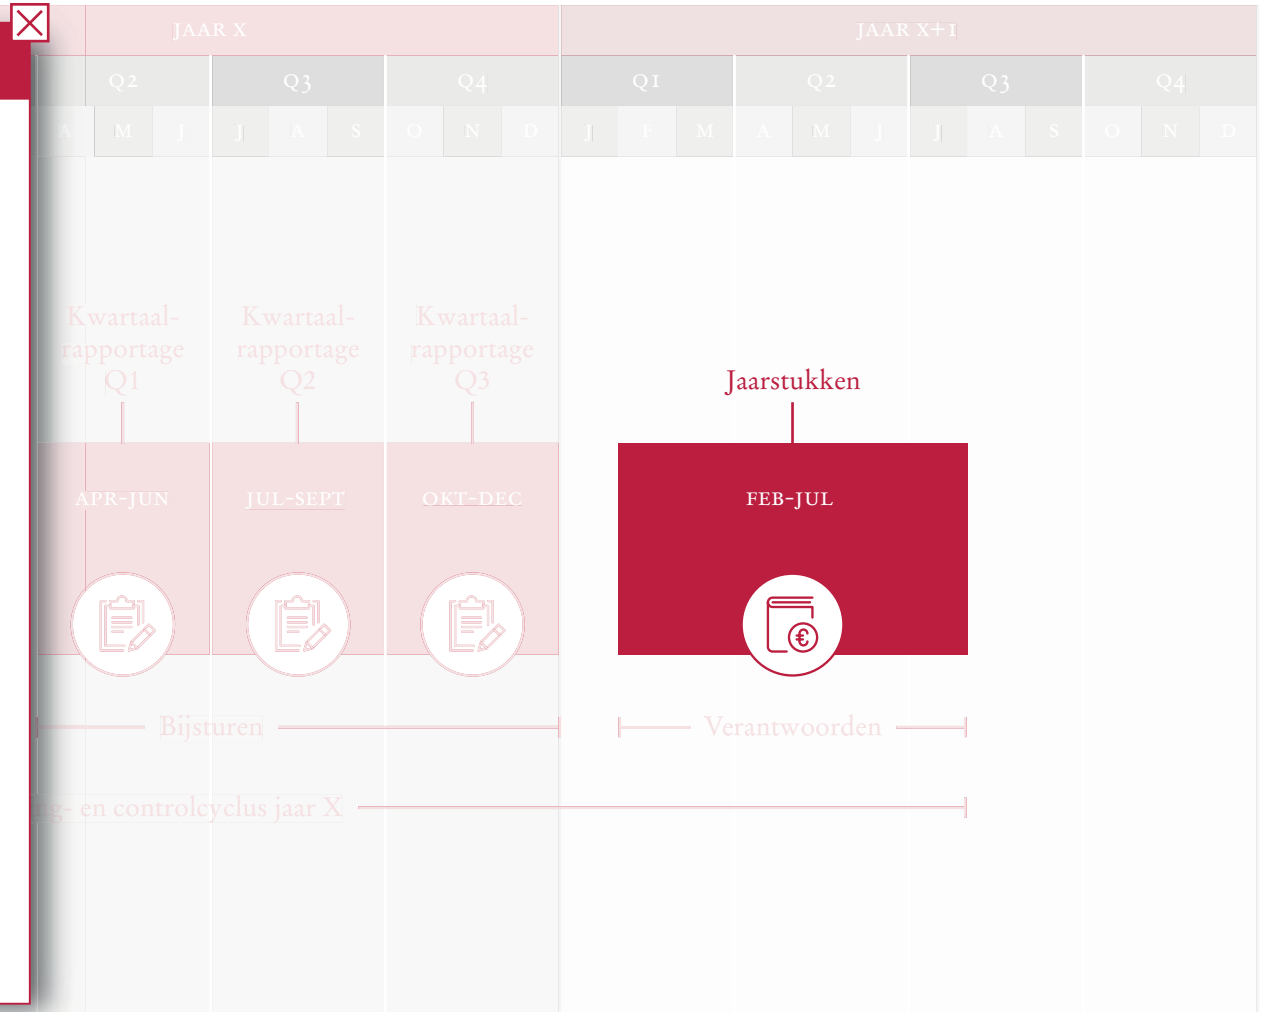 JAAR X
JAAR X+1
Q2
Q3
Q4
Q1
Q2
Q3
Q4
A M J J A S O N D J F M A M J J A S O N D
Kwartaal-
rapportage
Q1
Kwartaal-
rapportage
Q2
Kwartaal-
rapportage
Q3
Jaarstukken
APR-JUN
JUL-SEPT
OKT-DEC
FEB-JUL
€
Bijsturen
Verantwoorden
en controlcyclus jaar X